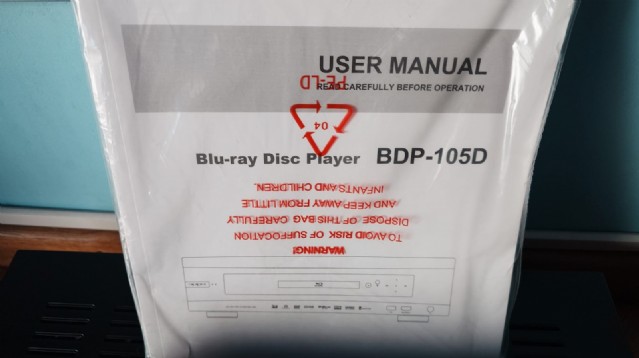 USER MANUAL
READ CAREFULLY BEFORE OPERATION
PE-LD
04
Blu-ray Disc Player BDP-105D
WARNING!
TO AVOID RISK OF SUFFOCATION
DISPOSE OF THIS BAG CAREFULLY
AND KEEP AWAY FROM LITTLE
INFANTS AND CHILDREN.